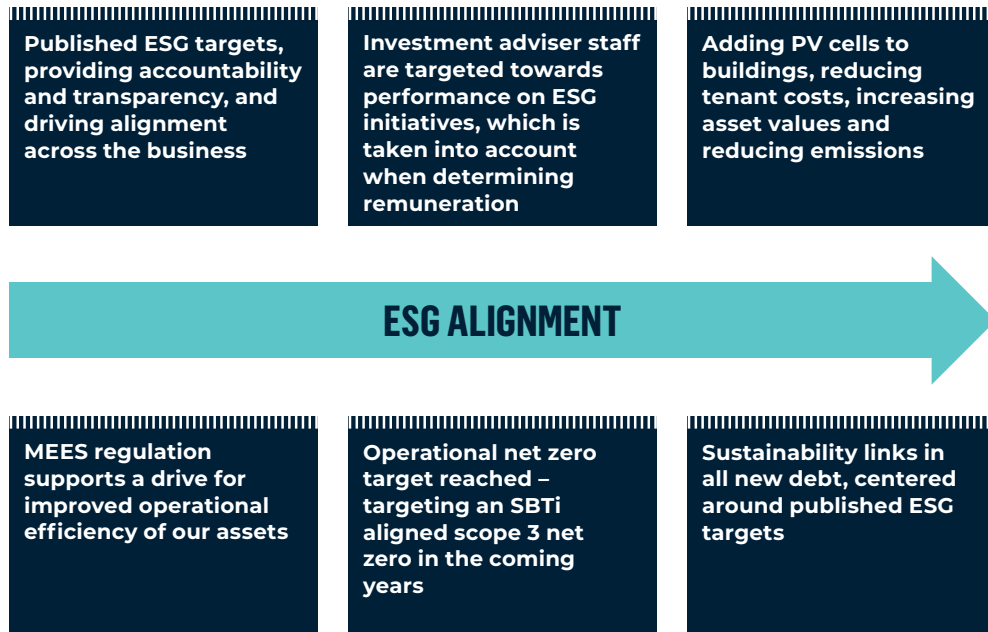 Published ESG targets,
providing accountability
and transparency, and
driving alignment
across the business
Investment adviser staff
are targeted towards
performance on ESG
initiatives, which is
taken into account
when determining
remuneration
Adding PV cells to
buildings, reducing
tenant costs, increasing
asset values and
reducing emissions
ESG ALIGNMENT
MEES regulation
supports a drive for
improved operational
efficiency of our assets
Operational net zero
target reached –
targeting an SBTi
aligned scope 3 net
zero in the coming
years
Sustainability links in
all new debt, centered
around published ESG
targets